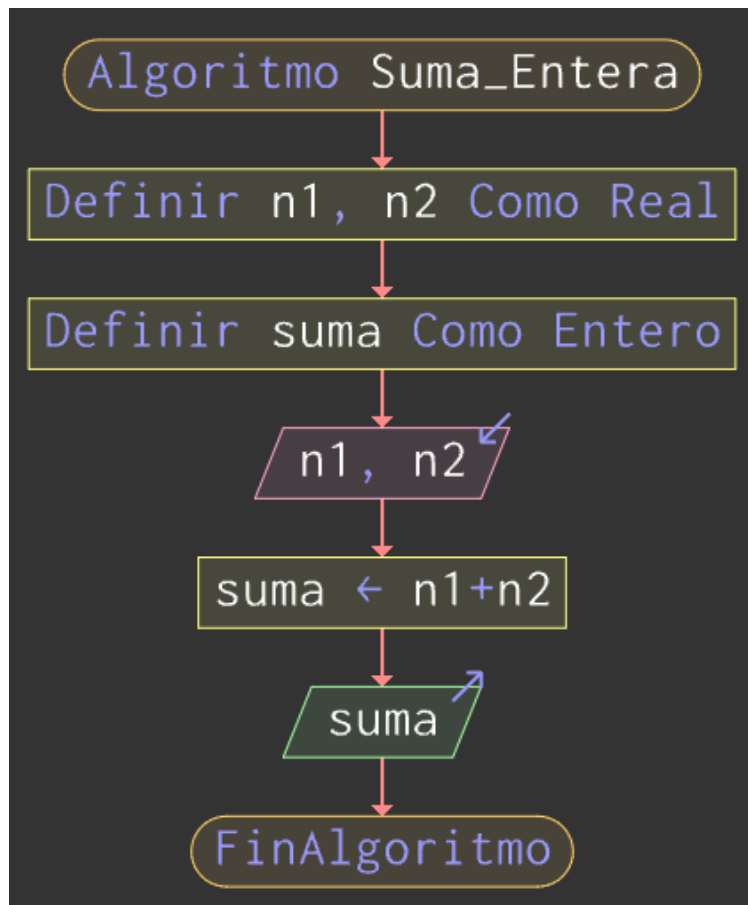 Algoritmo Suma_Entera
Definir n1, n2 Como Real
Definir suma Como Entero
n1, n2
suma ← n1+n2
suma
FinAlgoritmo